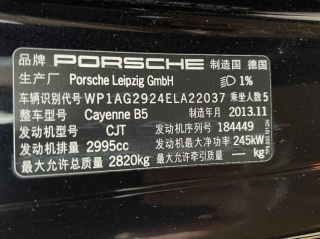 品牌 PORSCHE 制造国 德国
生产厂 Porsche Leipzig GmbH 1%
车辆识别代号 WP1AG2924ELA22037 乘坐人数 5
整车型号 Cayenne B5 制造年月 2013.11
发动机型号 CJT 发动机序列号 184449
发动机排量 2995cc 发动机最大净功率 245kW
最大允许总质量 2820kg 最大允许牵引质量 — kg